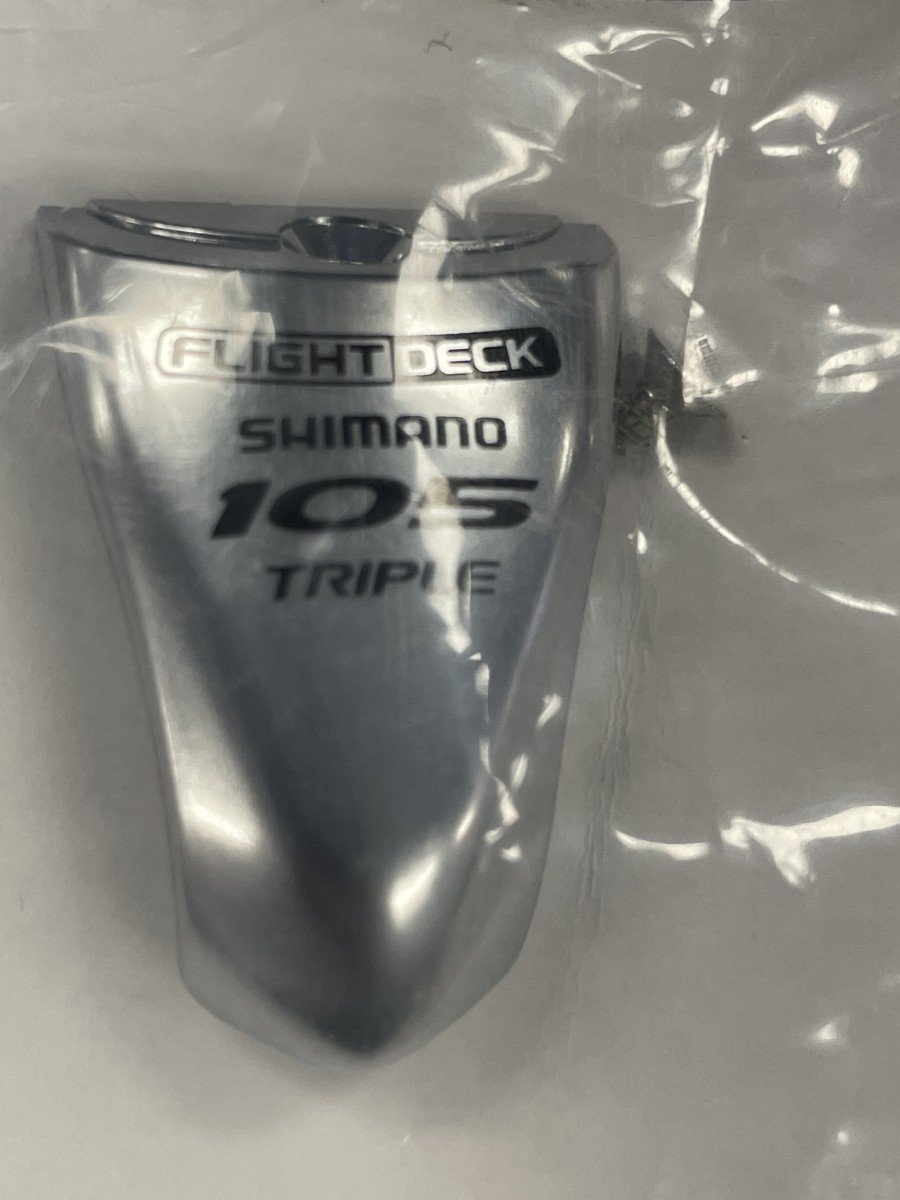 FLIGHT DECK
SHIMANO
105
TRIPLE